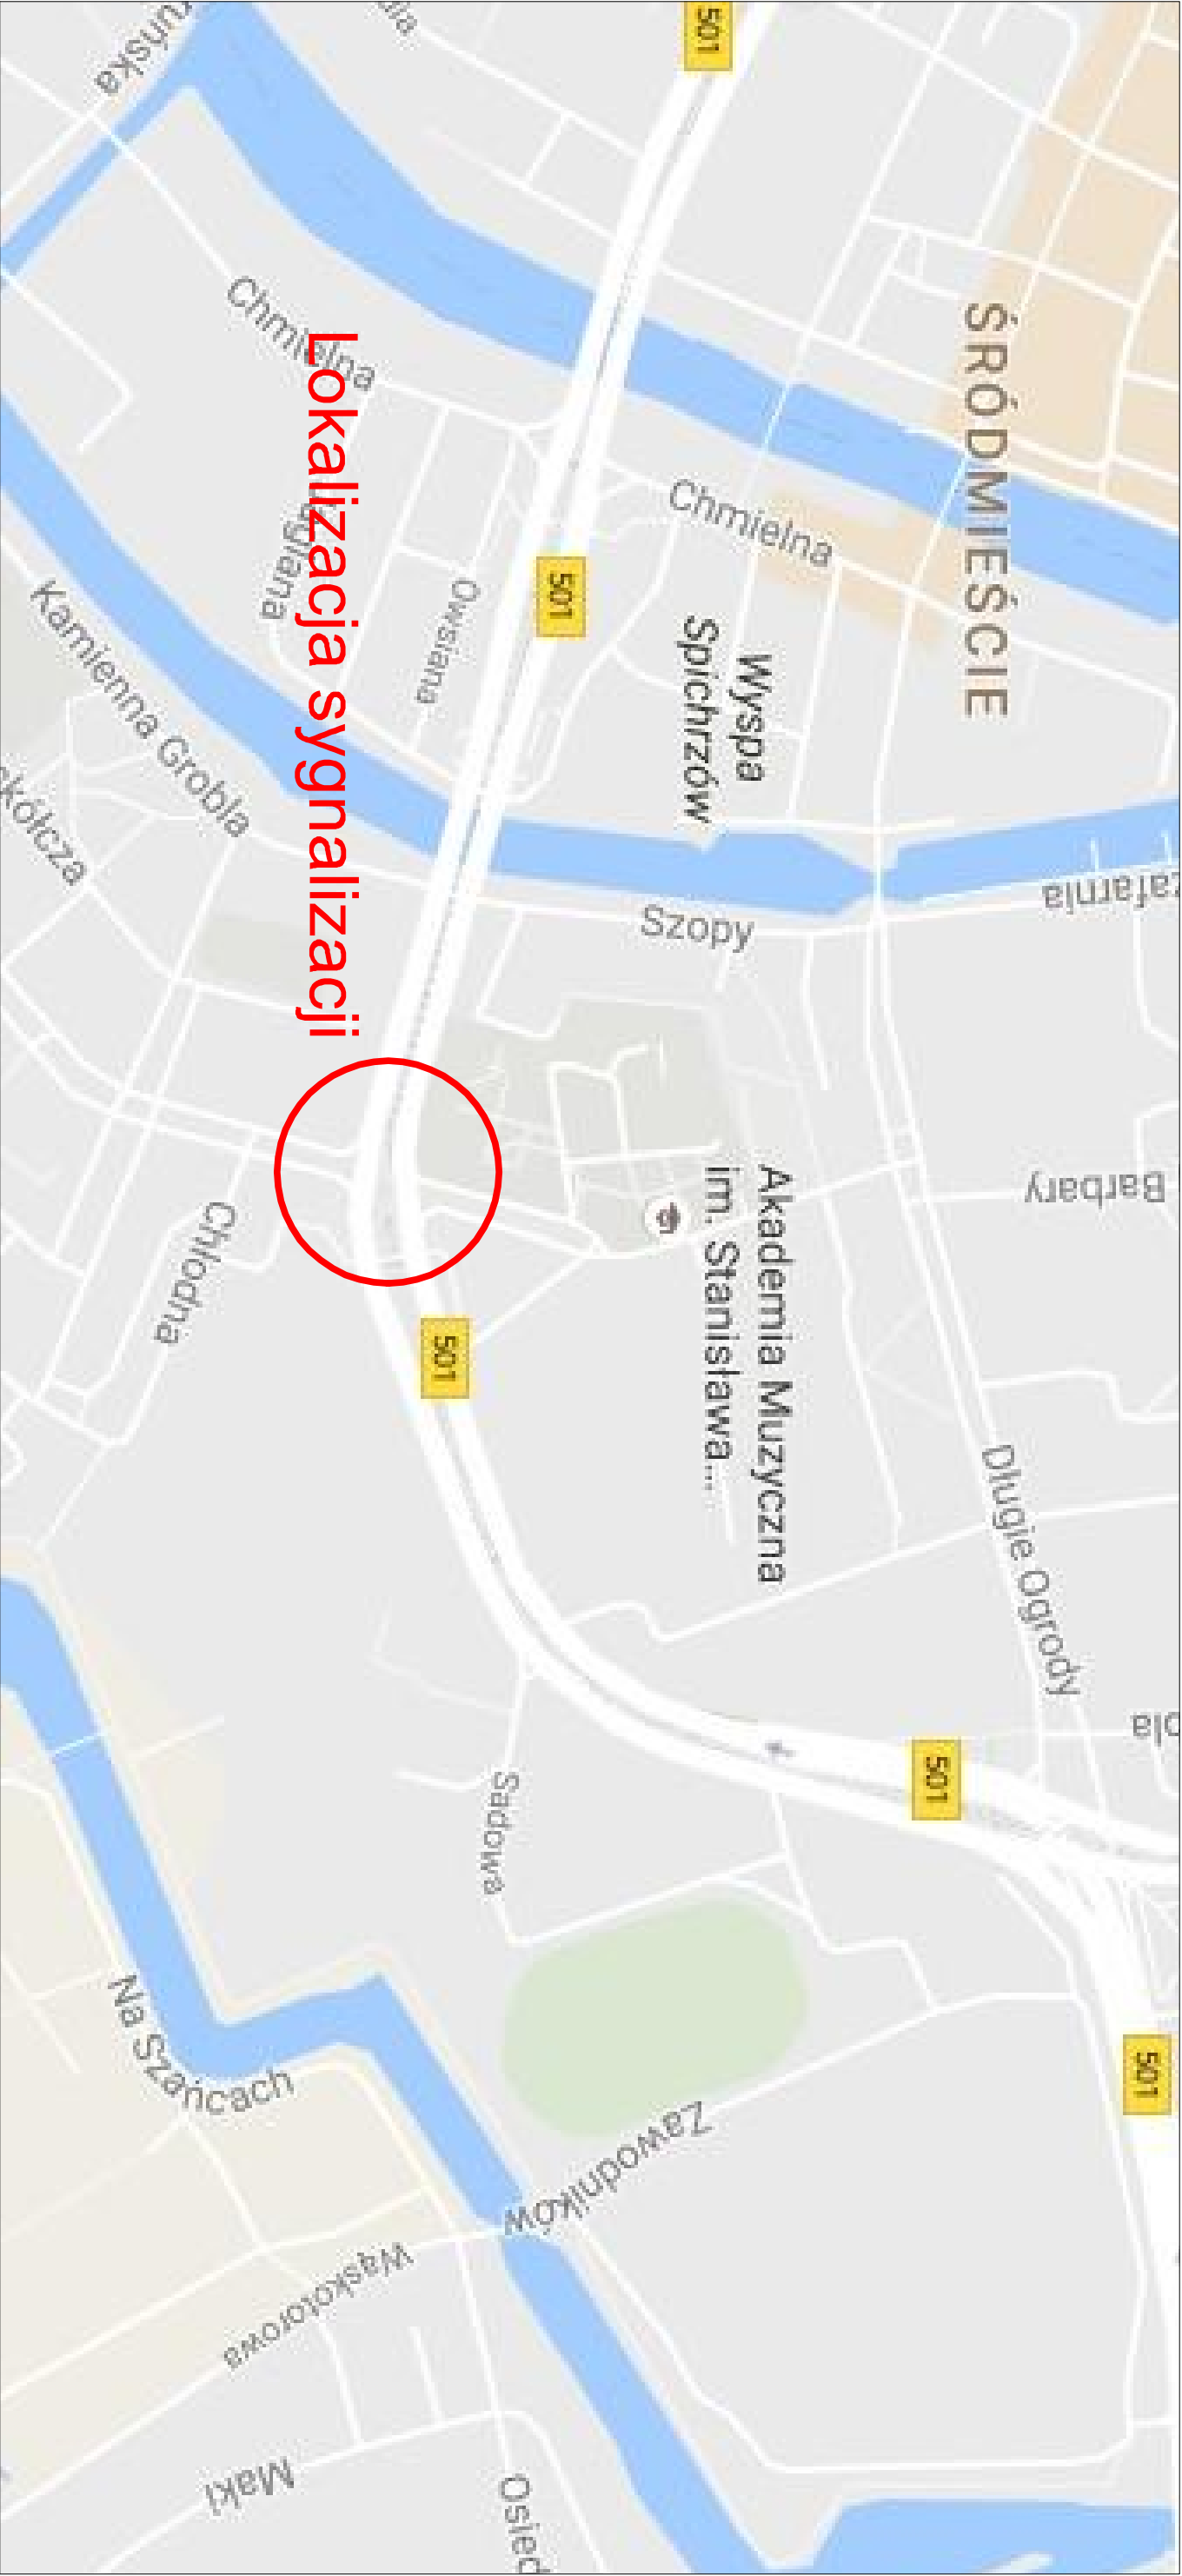 ŚRÓDMIEŚCIE
501
501
501
501
501
Chmielna
Chmielna
Owsiana
Wyspa
Spichrzów
Kamienna Grobla
Szopy
Barbary
Akademia Muzyczna
im. Stanisława...
Długie Ogrody
Chłodna
Sadowa
Na Szańcach
Zawodników
Wąskotorowa
Maki
Lokalizacja sygnalizacji